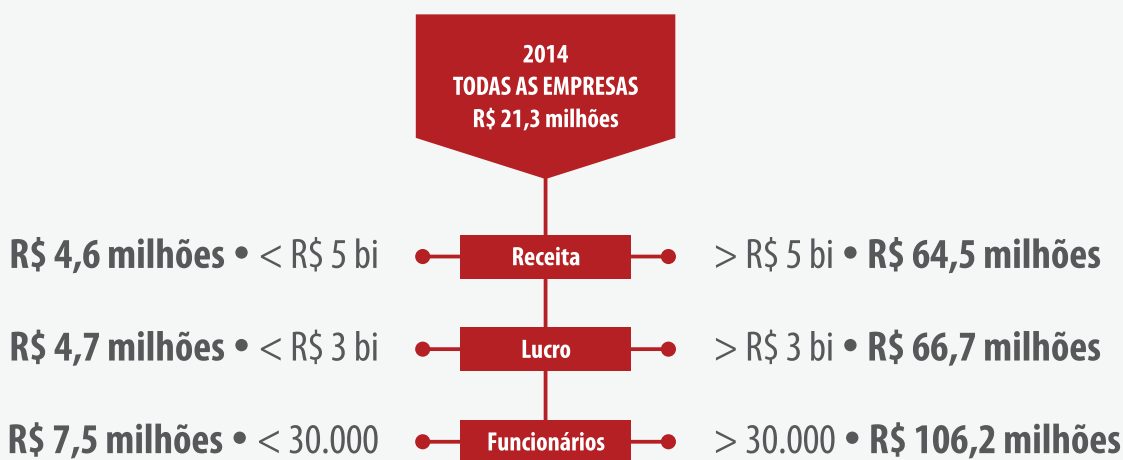 2014
TODAS AS EMPRESAS
R$ 21,3 milhões
R$ 4,6 milhões • < R$ 5 bi Receita > R$ 5 bi • R$ 64,5 milhões
R$ 4,7 milhões • < R$ 3 bi Lucro > R$ 3 bi • R$ 66,7 milhões
R$ 7,5 milhões • < 30.000 Funcionários > 30.000 • R$ 106,2 milhões